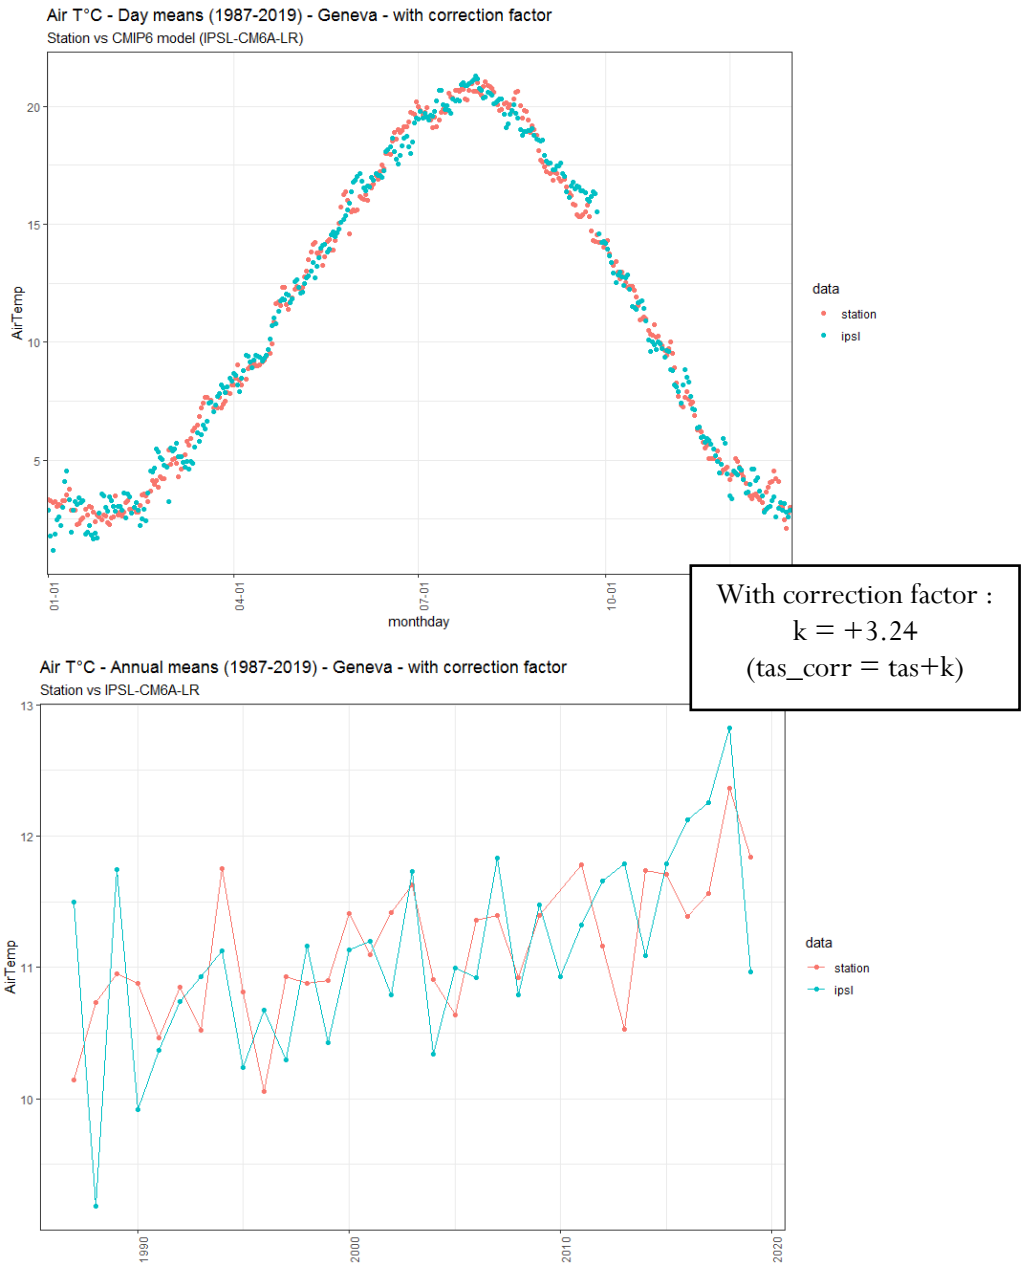 Air T°C - Day means (1987-2019) - Geneva - with correction factor
Station vs CMIP6 model (IPSL-CM6A-LR)
AirTemp
20
15
10
5
01-01
04-01
07-01
10-01
monthday
data
station
ipsl
With correction factor :
k = +3.24
(tas_corr = tas+k)
Air T°C - Annual means (1987-2019) - Geneva - with correction factor
Station vs IPSL-CM6A-LR
AirTemp
13
12
11
10
1990
2000
2010
2020
data
station
ipsl